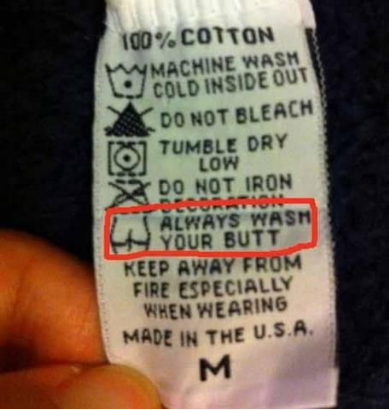 100% COTTON
MACHINE WASH
COLD INSIDE OUT
DO NOT BLEACH
TUMBLE DRY
LOW
DO NOT IRON
DECORATION
ALWAYS WASH
YOUR BUTT
KEEP AWAY FROM
FIRE ESPECIALLY
WHEN WEARING
MADE IN THE U.S.A.
M